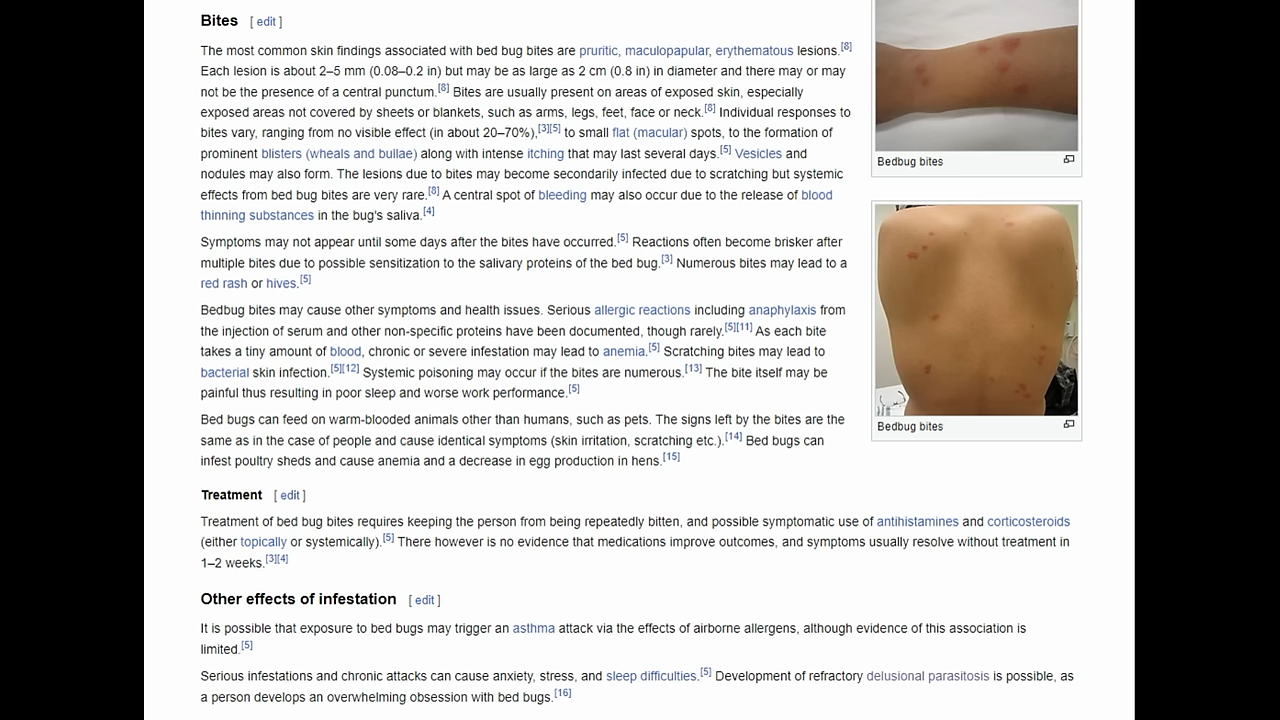 Bites [ edit ]
The most common skin findings associated with bed bug bites are pruritic, maculopapular, erythematous lesions.[8]
Each lesion is about 2–5 mm (0.08–0.2 in) but may be as large as 2 cm (0.8 in) in diameter and there may or may
not be the presence of a central punctum.[8] Bites are usually present on areas of exposed skin, especially
exposed areas not covered by sheets or blankets, such as arms, legs, feet, face or neck.[8] Individual responses to
bites vary, ranging from no visible effect (in about 20–70%),[3][5] to small flat (macular) spots, to the formation of
prominent blisters (wheals and bullae) along with intense itching that may last several days.[5] Vesicles and
nodules may also form. The lesions due to bites may become secondarily infected due to scratching but systemic
effects from bed bug bites are very rare.[8] A central spot of bleeding may also occur due to the release of blood
thinning substances in the bug's saliva.[4]
Symptoms may not appear until some days after the bites have occurred.[5] Reactions often become brisker after
multiple bites due to possible sensitization to the salivary proteins of the bed bug.[3] Numerous bites may lead to a
red rash or hives.[5]
Bedbug bites may cause other symptoms and health issues. Serious allergic reactions including anaphylaxis from
the injection of serum and other non-specific proteins have been documented, though rarely.[5][11] As each bite
takes a tiny amount of blood, chronic or severe infestation may lead to anemia.[5] Scratching bites may lead to
bacterial skin infection.[5][12] Systemic poisoning may occur if the bites are numerous.[13] The bite itself may be
painful thus resulting in poor sleep and worse work performance.[5]
Bed bugs can feed on warm-blooded animals other than humans, such as pets. The signs left by the bites are the
same as in the case of people and cause identical symptoms (skin irritation, scratching etc.).[14] Bed bugs can
infest poultry sheds and cause anemia and a decrease in egg production in hens.[15]
Bedbug bites
Bedbug bites
Treatment [ edit ]
Treatment of bed bug bites requires keeping the person from being repeatedly bitten, and possible symptomatic use of antihistamines and corticosteroids
(either topically or systemically).[5] There however is no evidence that medications improve outcomes, and symptoms usually resolve without treatment in
1–2 weeks.[3][4]
Other effects of infestation [ edit ]
It is possible that exposure to bed bugs may trigger an asthma attack via the effects of airborne allergens, although evidence of this association is
limited.[5]
Serious infestations and chronic attacks can cause anxiety, stress, and sleep difficulties.[5] Development of refractory delusional parasitosis is possible, as
a person develops an overwhelming obsession with bed bugs.[16]